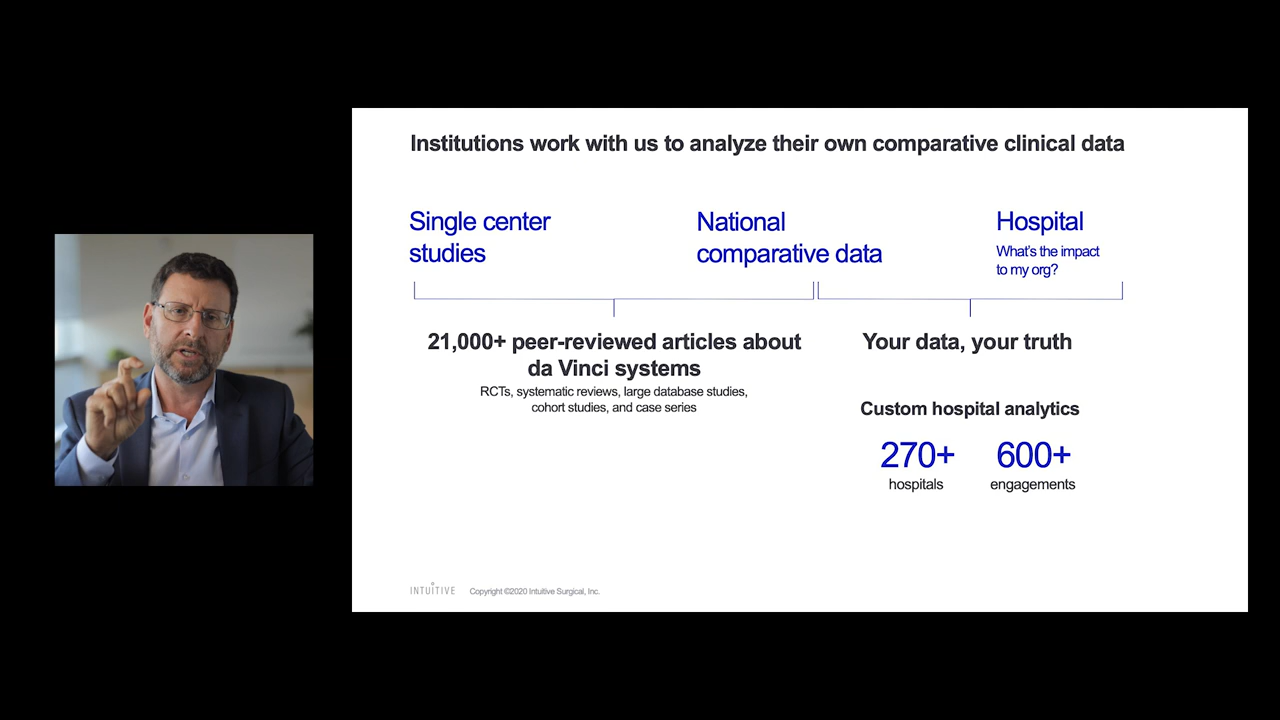 Institutions work with us to analyze their own comparative clinical data
Single center
studies
National
comparative data
Hospital
What's the impact
to my org?
21,000+ peer-reviewed articles about
da Vinci systems
RCTs, systematic reviews, large database studies,
cohort studies, and case series
Your data, your truth
Custom hospital analytics
270+
hospitals
600+
engagements
INTUITIVE
Copyright ©2020 Intuitive Surgical, Inc.